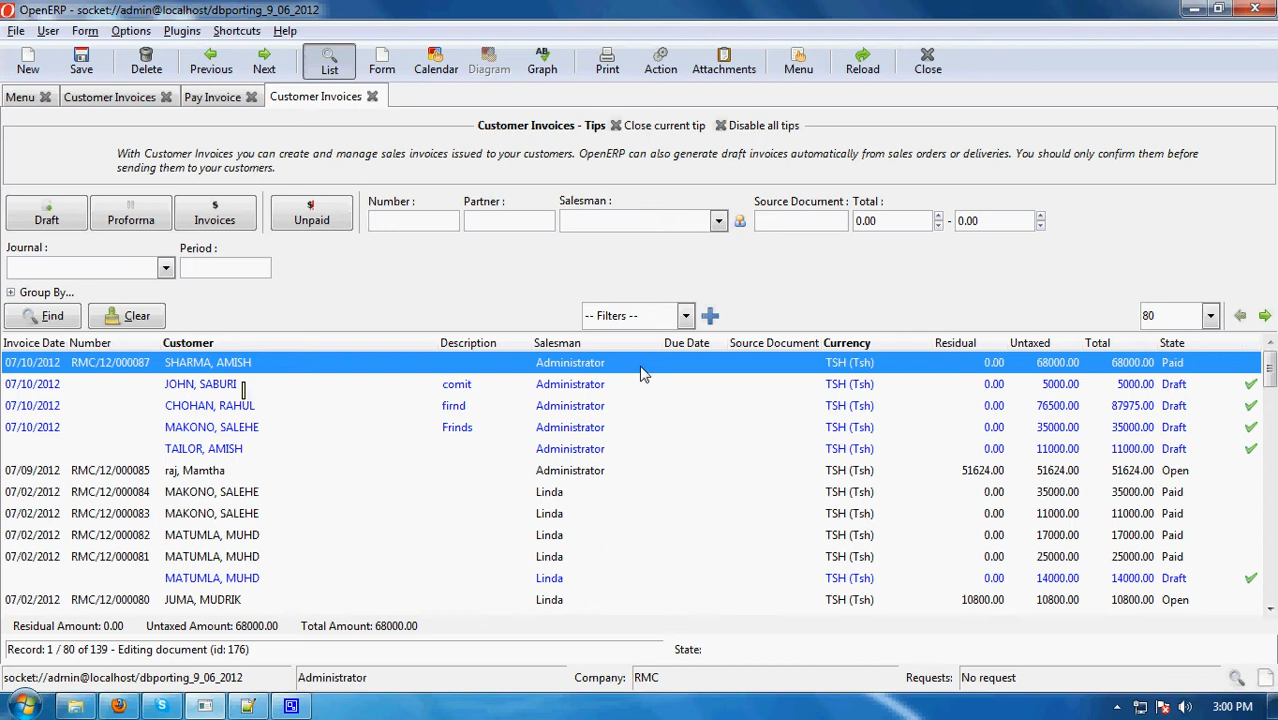 OpenERP - socket://admin@localhost/dbporting_9_06_2012
File User Form Options Plugins Shortcuts Help
New Save Delete Previous Next List Form Calendar Diagram Graph Print Action Attachments Menu Reload Close
Menu Customer Invoices Pay Invoice Customer Invoices
Customer Invoices - Tips Close current tip Disable all tips
With Customer Invoices you can create and manage sales invoices issued to your customers. OpenERP can also generate draft invoices automatically from sales orders or deliveries. You should only confirm them before
sending them to your customers.
Draft Proforma Invoices Unpaid
Number : Partner : Salesman : Source Document : Total :
0.00 - 0.00
Journal : Period :
Group By...
Find Clear -- Filters -- 80
Invoice Date Number Customer Description Salesman Due Date Source Document Currency Residual Untaxed Total State
07/10/2012 RMC/12/000087 SHARMA, AMISH Administrator TSH (Tsh) 0.00 68000.00 68000.00 Paid
07/10/2012 JOHN, SABURI comit Administrator TSH (Tsh) 0.00 5000.00 5000.00 Draft
07/10/2012 CHOHAN, RAHUL firnd Administrator TSH (Tsh) 0.00 76500.00 87975.00 Draft
07/10/2012 MAKONO, SALEHE Frinds Administrator TSH (Tsh) 0.00 35000.00 35000.00 Draft
TAILOR, AMISH Administrator TSH (Tsh) 0.00 11000.00 11000.00 Draft
07/09/2012 RMC/12/000085 raj, Mamtha Administrator TSH (Tsh) 51624.00 51624.00 51624.00 Open
07/02/2012 RMC/12/000084 MAKONO, SALEHE Linda TSH (Tsh) 0.00 35000.00 35000.00 Paid
07/02/2012 RMC/12/000083 MAKONO, SALEHE Linda TSH (Tsh) 0.00 11000.00 11000.00 Paid
07/02/2012 RMC/12/000082 MATUMLA, MUHD Linda TSH (Tsh) 0.00 17000.00 17000.00 Paid
07/02/2012 RMC/12/000081 MATUMLA, MUHD Linda TSH (Tsh) 0.00 25000.00 25000.00 Paid
MATUMLA, MUHD Linda TSH (Tsh) 0.00 14000.00 14000.00 Draft
07/02/2012 RMC/12/000080 JUMA, MUDRIK Linda TSH (Tsh) 10800.00 10800.00 10800.00 Open
Residual Amount: 0.00 Untaxed Amount: 68000.00 Total Amount: 68000.00
Record: 1 / 80 of 139 - Editing document (id: 176) State:
socket://admin@localhost/dbporting_9_06_2012 Administrator Company: RMC Requests: No request
3:00 PM